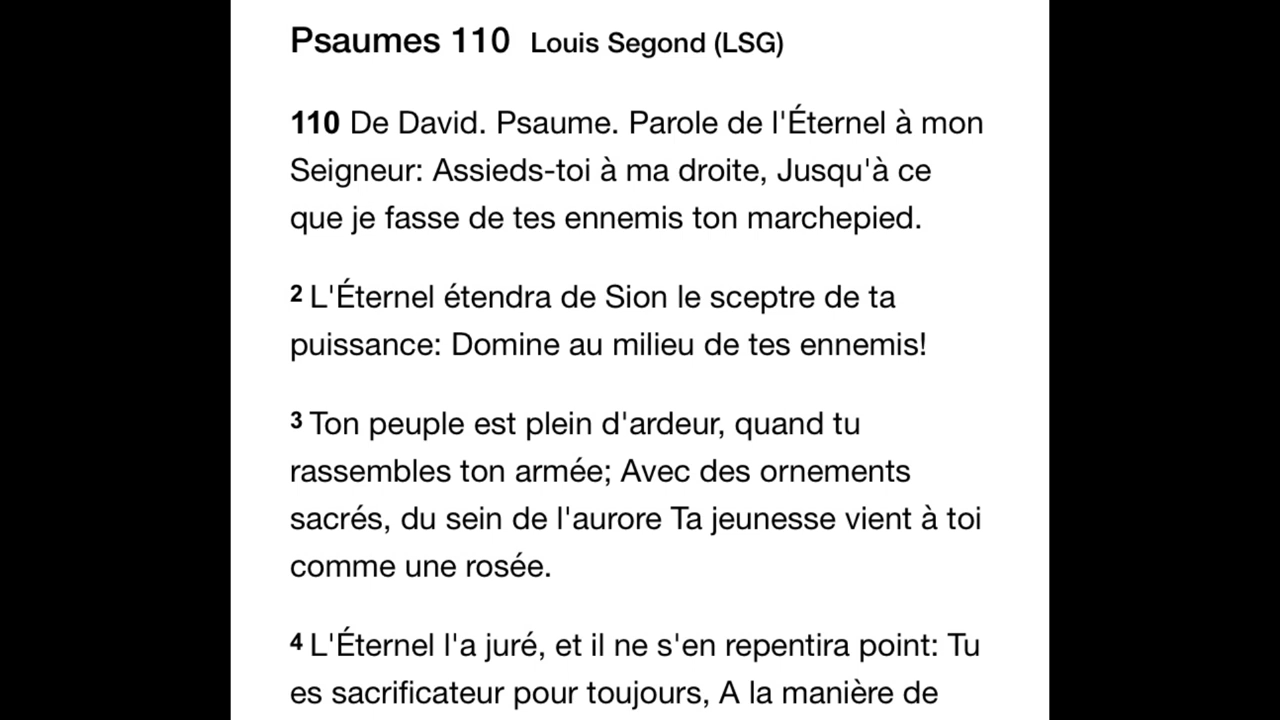 Psaumes 110 Louis Segond (LSG)
110 De David. Psaume. Parole de l'Éternel à mon
Seigneur: Assieds-toi à ma droite, Jusqu'à ce
que je fasse de tes ennemis ton marchepied.
2 L'Éternel étendra de Sion le sceptre de ta
puissance: Domine au milieu de tes ennemis!
3 Ton peuple est plein d'ardeur, quand tu
rassembles ton armée; Avec des ornements
sacrés, du sein de l'aurore Ta jeunesse vient à toi
comme une rosée.
4 L'Éternel l'a juré, et il ne s'en repentira point: Tu
es sacrificateur pour toujours, A la manière de